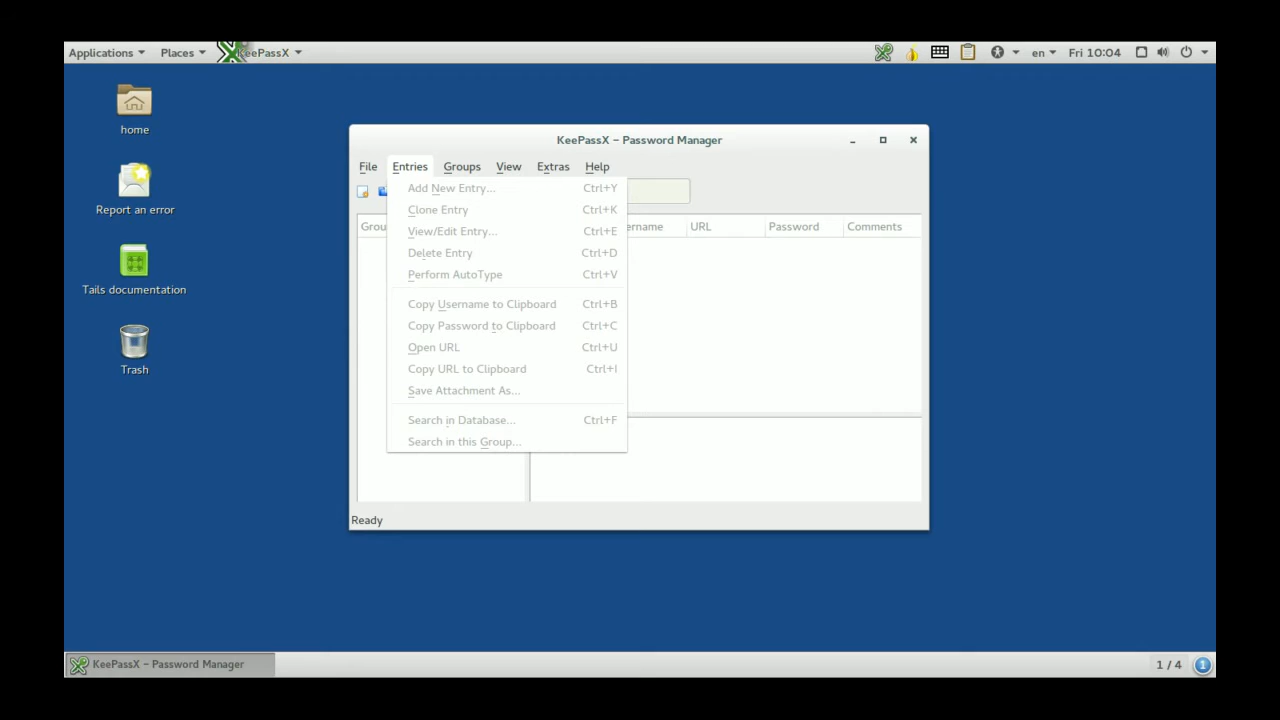 Applications Places KeePassX en Fri 10:04
home
Report an error
Tails documentation
Trash
KeePassX – Password Manager
File Entries Groups View Extras Help
Add New Entry... Ctrl+Y
Clone Entry Ctrl+K
View/Edit Entry... Ctrl+E
Delete Entry Ctrl+D
Perform AutoType Ctrl+V
Copy Username to Clipboard Ctrl+B
Copy Password to Clipboard Ctrl+C
Open URL Ctrl+U
Copy URL to Clipboard Ctrl+I
Save Attachment As...
Search in Database... Ctrl+F
Search in this Group...
Grou ername URL Password Comments
Ready
KeePassX – Password Manager 1 / 4 1